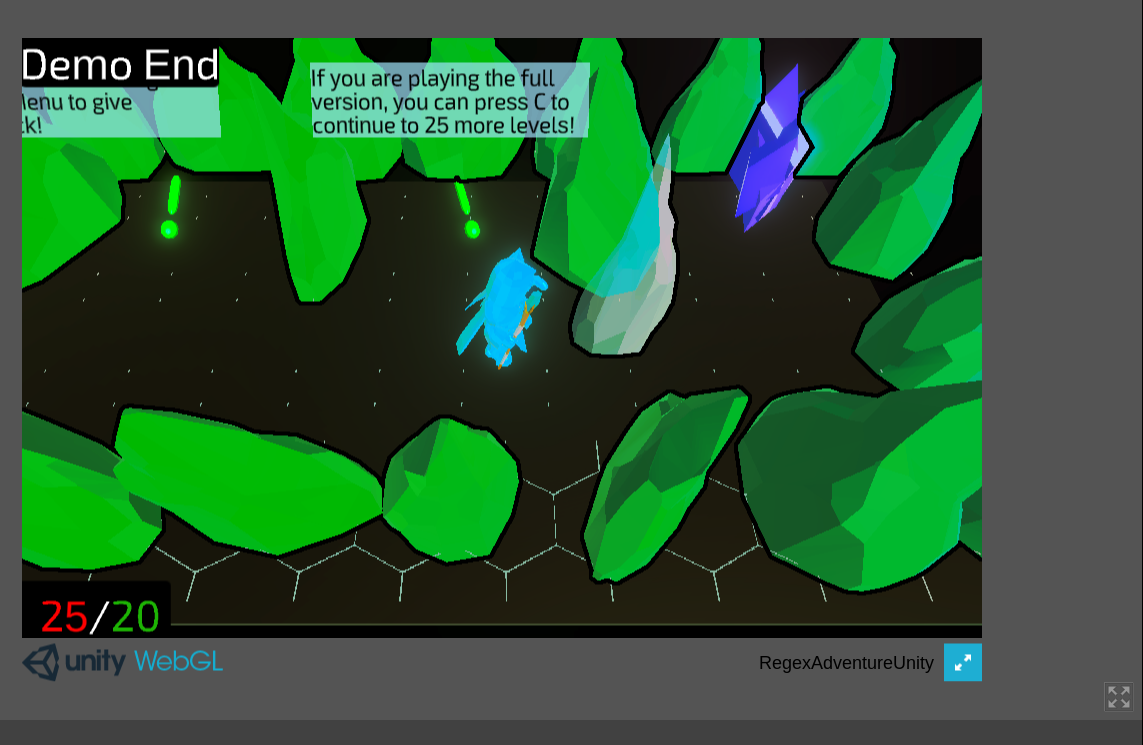 Demo End
Menu to give
k!
If you are playing the full
version, you can press C to
continue to 25 more levels!
25/20
unity WebGL
RegexAdventureUnity